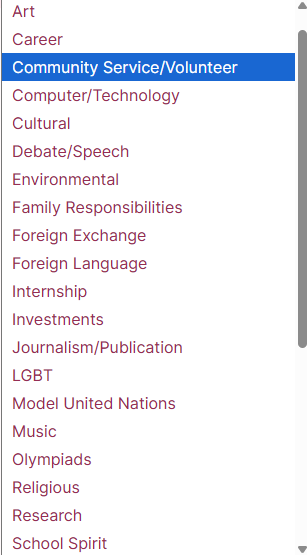 Art
Career
Community Service/Volunteer
Computer/Technology
Cultural
Debate/Speech
Environmental
Family Responsibilities
Foreign Exchange
Foreign Language
Internship
Investments
Journalism/Publication
LGBT
Model United Nations
Music
Olympiads
Religious
Research
School Spirit